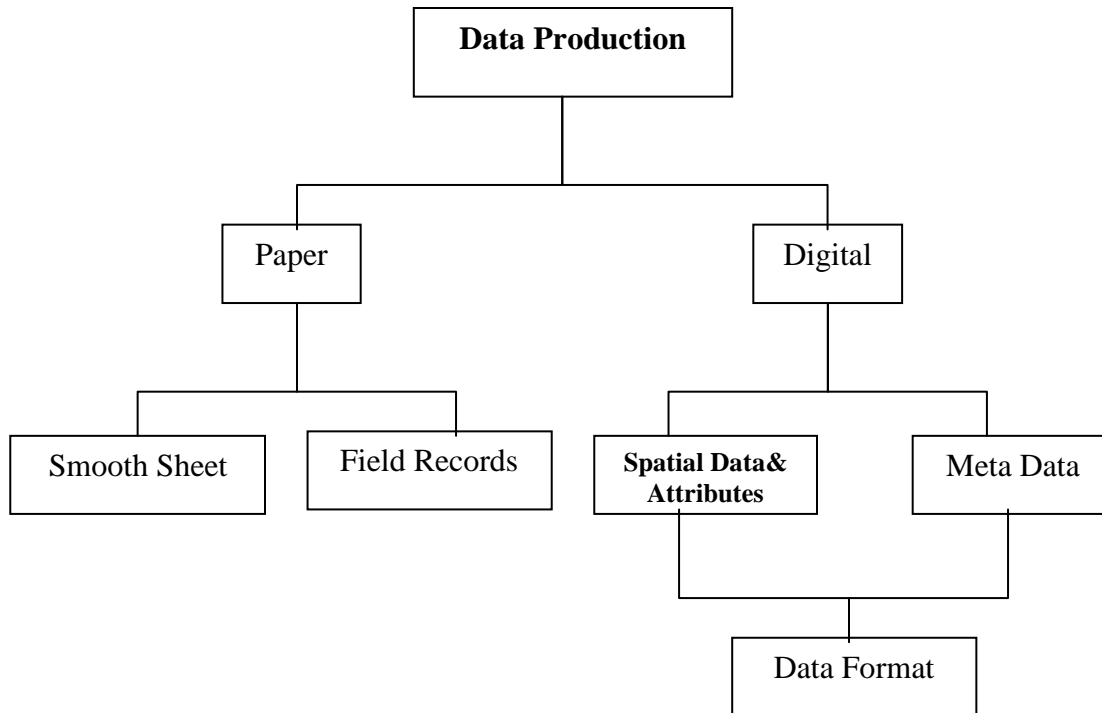 Data Production
Paper
Digital
Smooth Sheet
Field Records
Spatial Data&
Attributes
Meta Data
Data Format